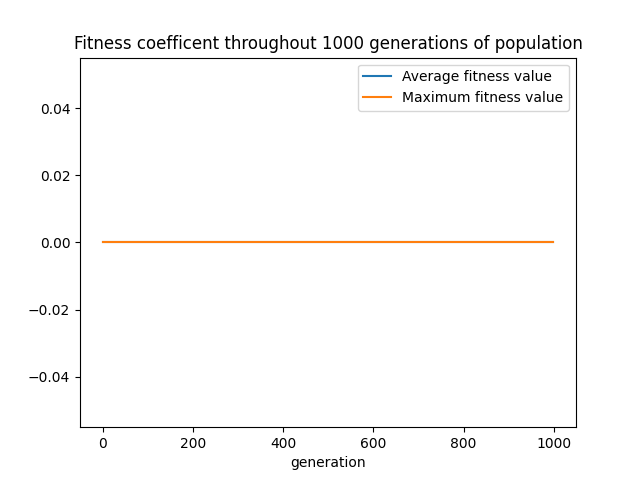 Fitness coefficent throughout 1000 generations of population
Average fitness value
Maximum fitness value
0.04
0.02
0.00
−0.02
−0.04
0 200 400 600 800 1000
generation